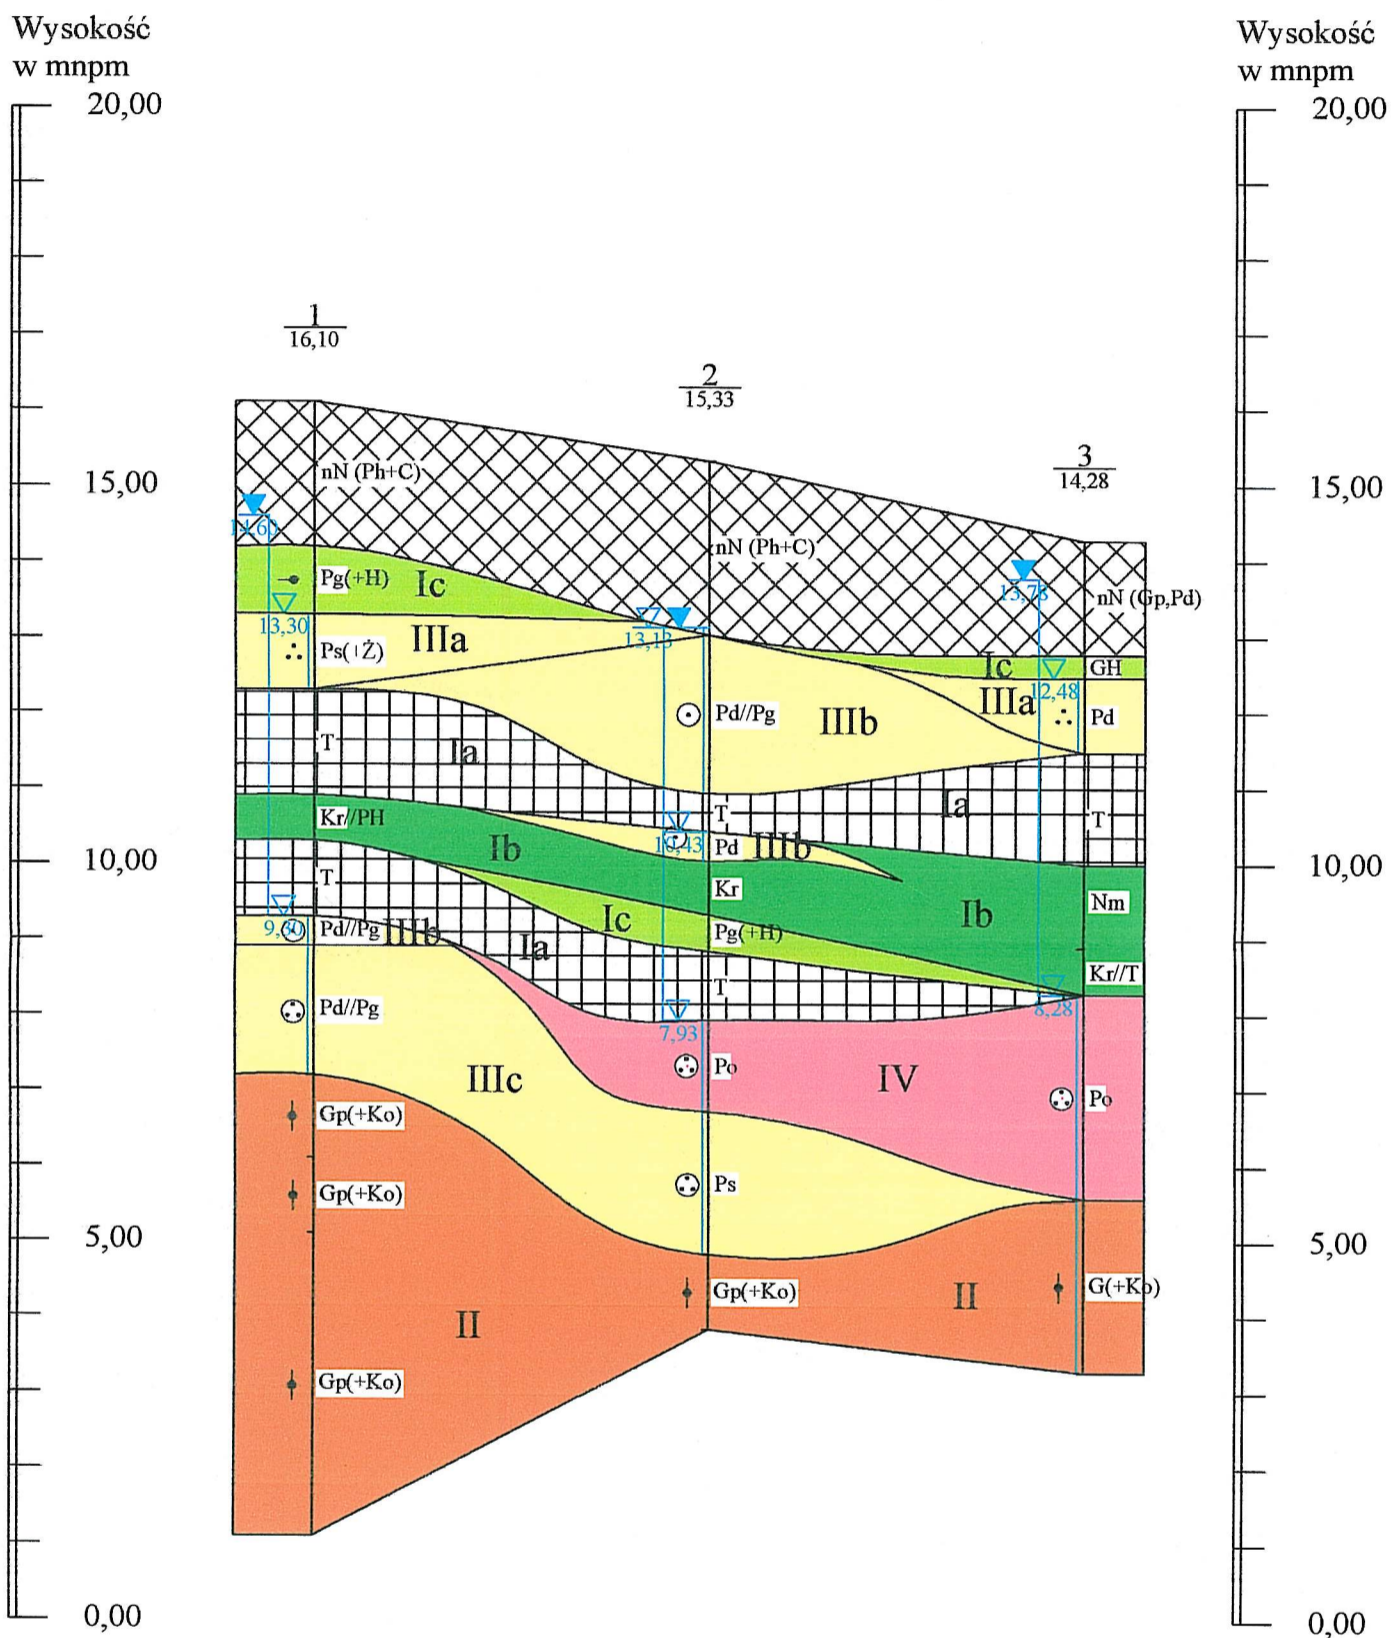 Wysokość
w mnpm
Wysokość
w mnpm
20,00
20,00
1
16,10
2
15,33
3
14,28
15,00
15,00
nN (Ph+C)
14,60
nN (Ph+C)
13,78
nN (Gp,Pd)
Pg(+H)
Ic
13,30
IIIa
Ps(+Ż)
13,13
Ic
GH
12,48
IIIa
Pd
Pd//Pg
IIIb
T
Ia
T
Ia
T
Kr//PH
Ib
10,43
Pd
IIIb
10,00
10,00
T
Kr
Ic
Ib
Nm
9,30
Pd//Pg
IIIb
Ia
Pg(+H)
T
Kr//T
8,28
Pd//Pg
7,93
IIIc
Po
IV
Po
Gp(+Ko)
Gp(+Ko)
Ps
5,00
5,00
Gp(+Ko)
II
G(+Ko)
II
Gp(+Ko)
0,00
0,00